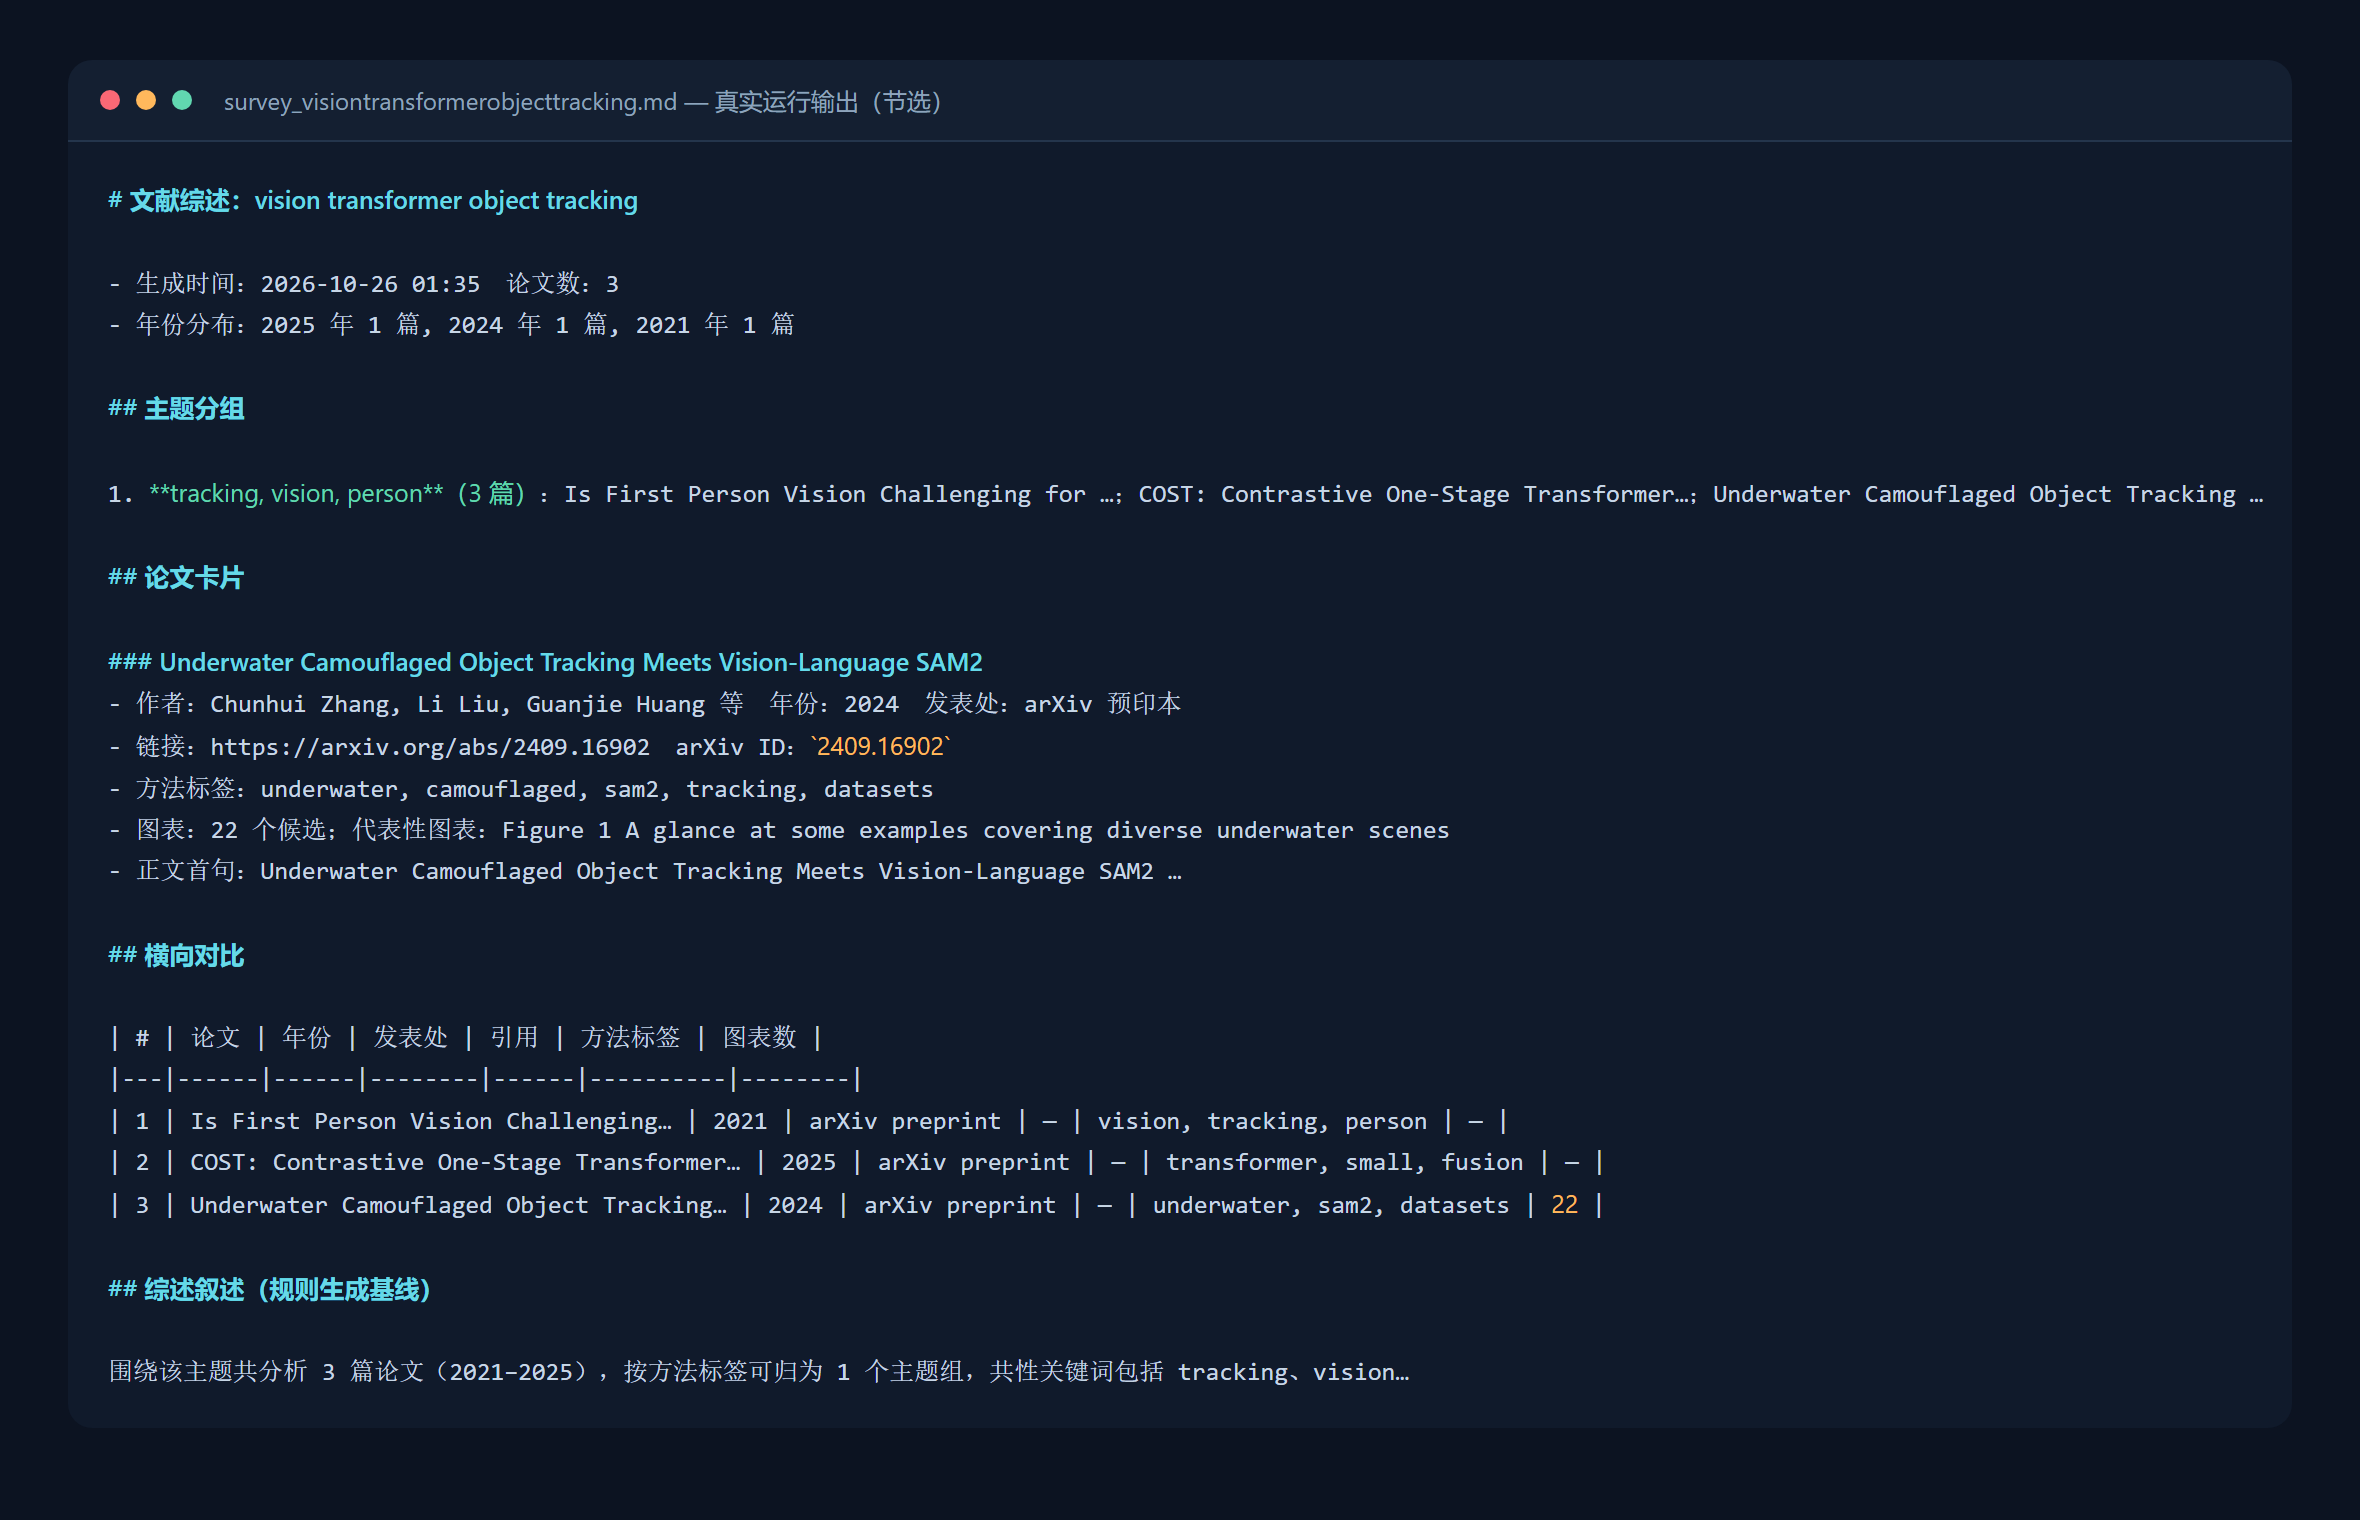 survey_visiontransformerobjecttracking.md — 真实运行输出（节选）
# 文献综述：vision transformer object tracking
- 生成时间：2026-10-26 01:35  论文数：3
- 年份分布：2025 年 1 篇, 2024 年 1 篇, 2021 年 1 篇
## 主题分组
1. **tracking, vision, person**（3 篇）：Is First Person Vision Challenging for …；COST: Contrastive One-Stage Transformer…；Underwater Camouflaged Object Tracking …
## 论文卡片
### Underwater Camouflaged Object Tracking Meets Vision-Language SAM2
- 作者：Chunhui Zhang, Li Liu, Guanjie Huang 等  年份：2024  发表处：arXiv 预印本
- 链接：https://arxiv.org/abs/2409.16902  arXiv ID：`2409.16902`
- 方法标签：underwater, camouflaged, sam2, tracking, datasets
- 图表：22 个候选；代表性图表：Figure 1 A glance at some examples covering diverse underwater scenes
- 正文首句：Underwater Camouflaged Object Tracking Meets Vision-Language SAM2 …
## 横向对比
| # | 论文 | 年份 | 发表处 | 引用 | 方法标签 | 图表数 |
|---|------|------|--------|------|----------|--------|
| 1 | Is First Person Vision Challenging… | 2021 | arXiv preprint | — | vision, tracking, person | — |
| 2 | COST: Contrastive One-Stage Transformer… | 2025 | arXiv preprint | — | transformer, small, fusion | — |
| 3 | Underwater Camouflaged Object Tracking… | 2024 | arXiv preprint | — | underwater, sam2, datasets | 22 |
## 综述叙述（规则生成基线）
围绕该主题共分析 3 篇论文（2021–2025），按方法标签可归为 1 个主题组，共性关键词包括 tracking、vision…